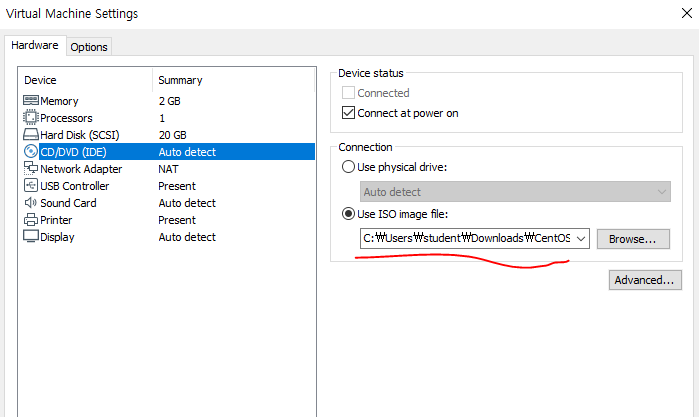 Virtual Machine Settings
Hardware Options
Device Summary
Memory 2 GB
Processors 1
Hard Disk (SCSI) 20 GB
CD/DVD (IDE) Auto detect
Network Adapter NAT
USB Controller Present
Sound Card Auto detect
Printer Present
Display Auto detect
Device status
Connected
Connect at power on
Connection
Use physical drive:
Auto detect
Use ISO image file:
C:₩Users₩student₩Downloads₩CentOS
Browse...
Advanced...